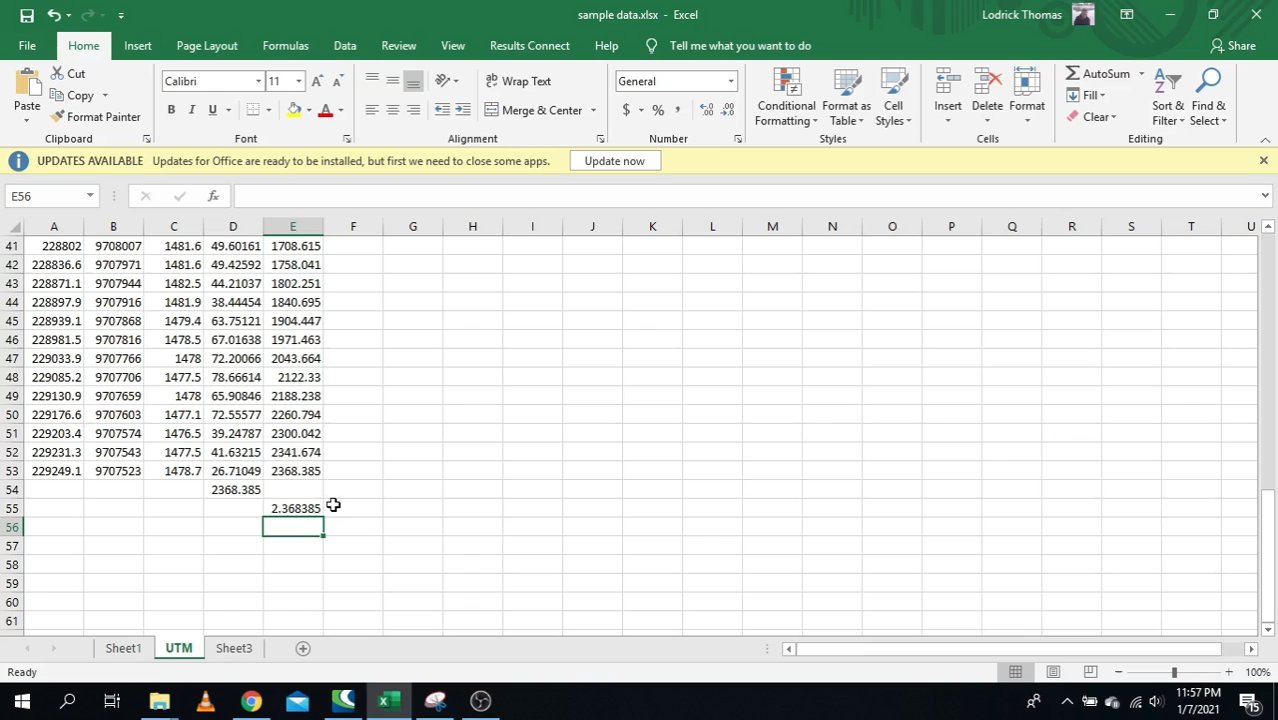 sample data.xlsx - Excel
Lodrick Thomas
File Home Insert Page Layout Formulas Data Review View Results Connect Help Tell me what you want to do Share
Paste
Cut
Copy
Format Painter
Clipboard
Calibri 11
B I U
Font
Wrap Text
Merge & Center
Alignment
General
$ % ,
Number
Conditional Formatting
Format as Table
Cell Styles
Styles
Insert
Delete
Format
Cells
AutoSum
Fill
Clear
Sort & Filter
Find & Select
Editing
UPDATES AVAILABLE Updates for Office are ready to be installed, but first we need to close some apps. Update now
E56 fx
A B C D E F G H I J K L M N O P Q R S T U
41 228802 9708007 1481.6 49.60161 1708.615
42 228836.6 9707971 1481.6 49.42592 1758.041
43 228871.1 9707944 1482.5 44.21037 1802.251
44 228897.9 9707916 1481.9 38.44454 1840.695
45 228939.1 9707868 1479.4 63.75121 1904.447
46 228981.5 9707816 1478.5 67.01638 1971.463
47 229033.9 9707766 1478 72.20066 2043.664
48 229085.2 9707706 1477.5 78.66614 2122.33
49 229130.9 9707659 1478 65.90846 2188.238
50 229176.6 9707603 1477.1 72.55577 2260.794
51 229203.4 9707574 1476.5 39.24787 2300.042
52 229231.3 9707543 1477.5 41.63215 2341.674
53 229249.1 9707523 1478.7 26.71049 2368.385
54 2368.385
55 2.368385
56
57
58
59
60
61
Sheet1 UTM Sheet3
Ready 100%
11:57 PM
1/7/2021
15